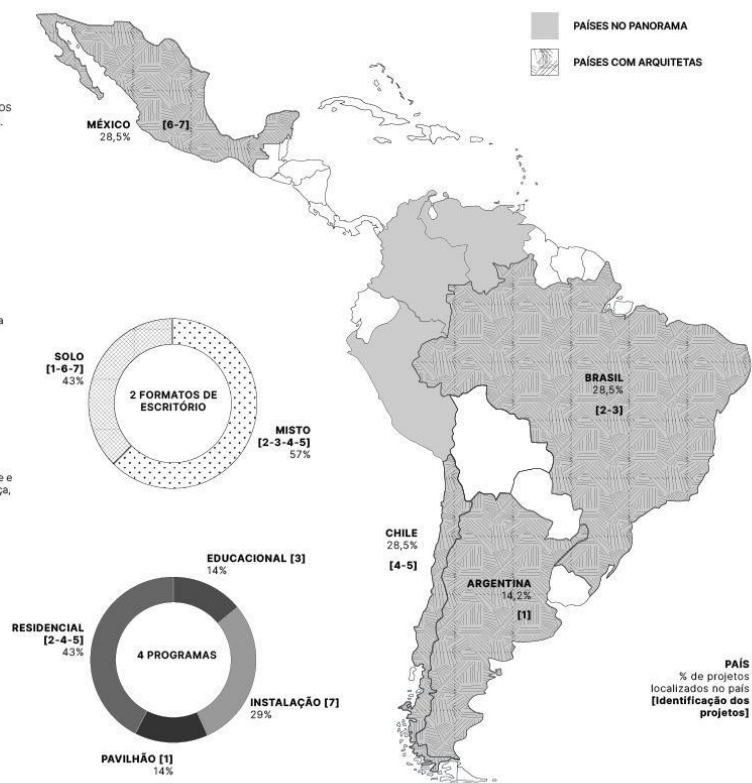 PAÍSES NO PANORAMA
PAÍSES COM ARQUITETAS
OS
.
MÉXICO
28,5%
[6-7]
a
SOLO
[1-6-7]
43%
2 FORMATOS DE
ESCRITÓRIO
MISTO
[2-3-4-5]
57%
BRASIL
28,5%
[2-3]
e e
ça,
CHILE
28,5%
[4-5]
ARGENTINA
14,2%
[1]
EDUCACIONAL [3]
14%
RESIDENCIAL
[2-4-5]
43%
4 PROGRAMAS
INSTALAÇÃO [7]
29%
PAVILHÃO [1]
14%
PAÍS
% de projetos
localizados no país
[Identificação dos
projetos]